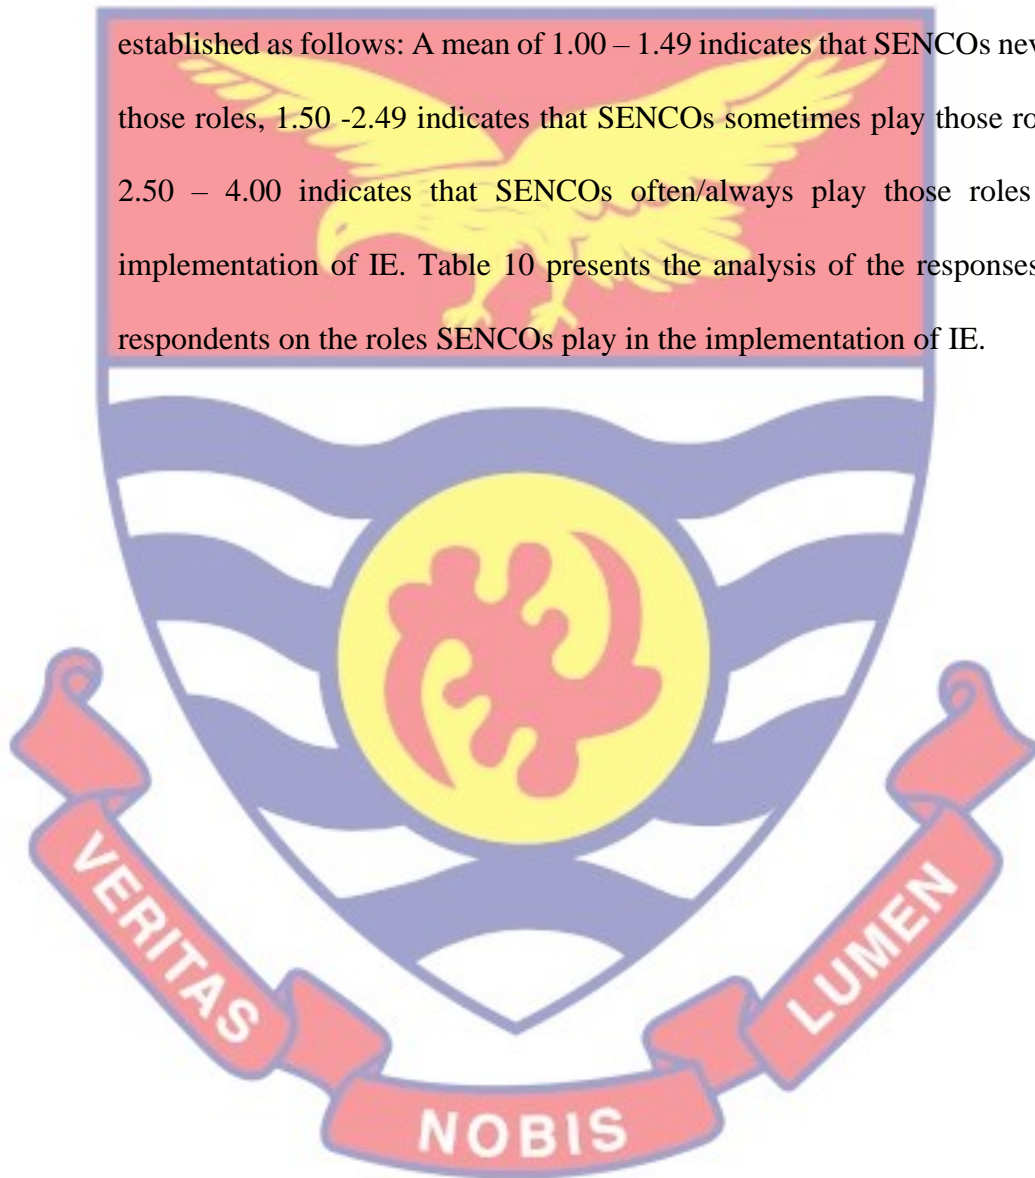 established as follows: A mean of 1.00 – 1.49 indicates that SENCOs
those roles, 1.50 -2.49 indicates that SENCOs sometimes play those
2.50 – 4.00 indicates that SENCOs often/always play those roles
implementation of IE. Table 10 presents the analysis of the responses
respondents on the roles SENCOs play in the implementation of IE.
VERITAS
NOBIS
LUMEN